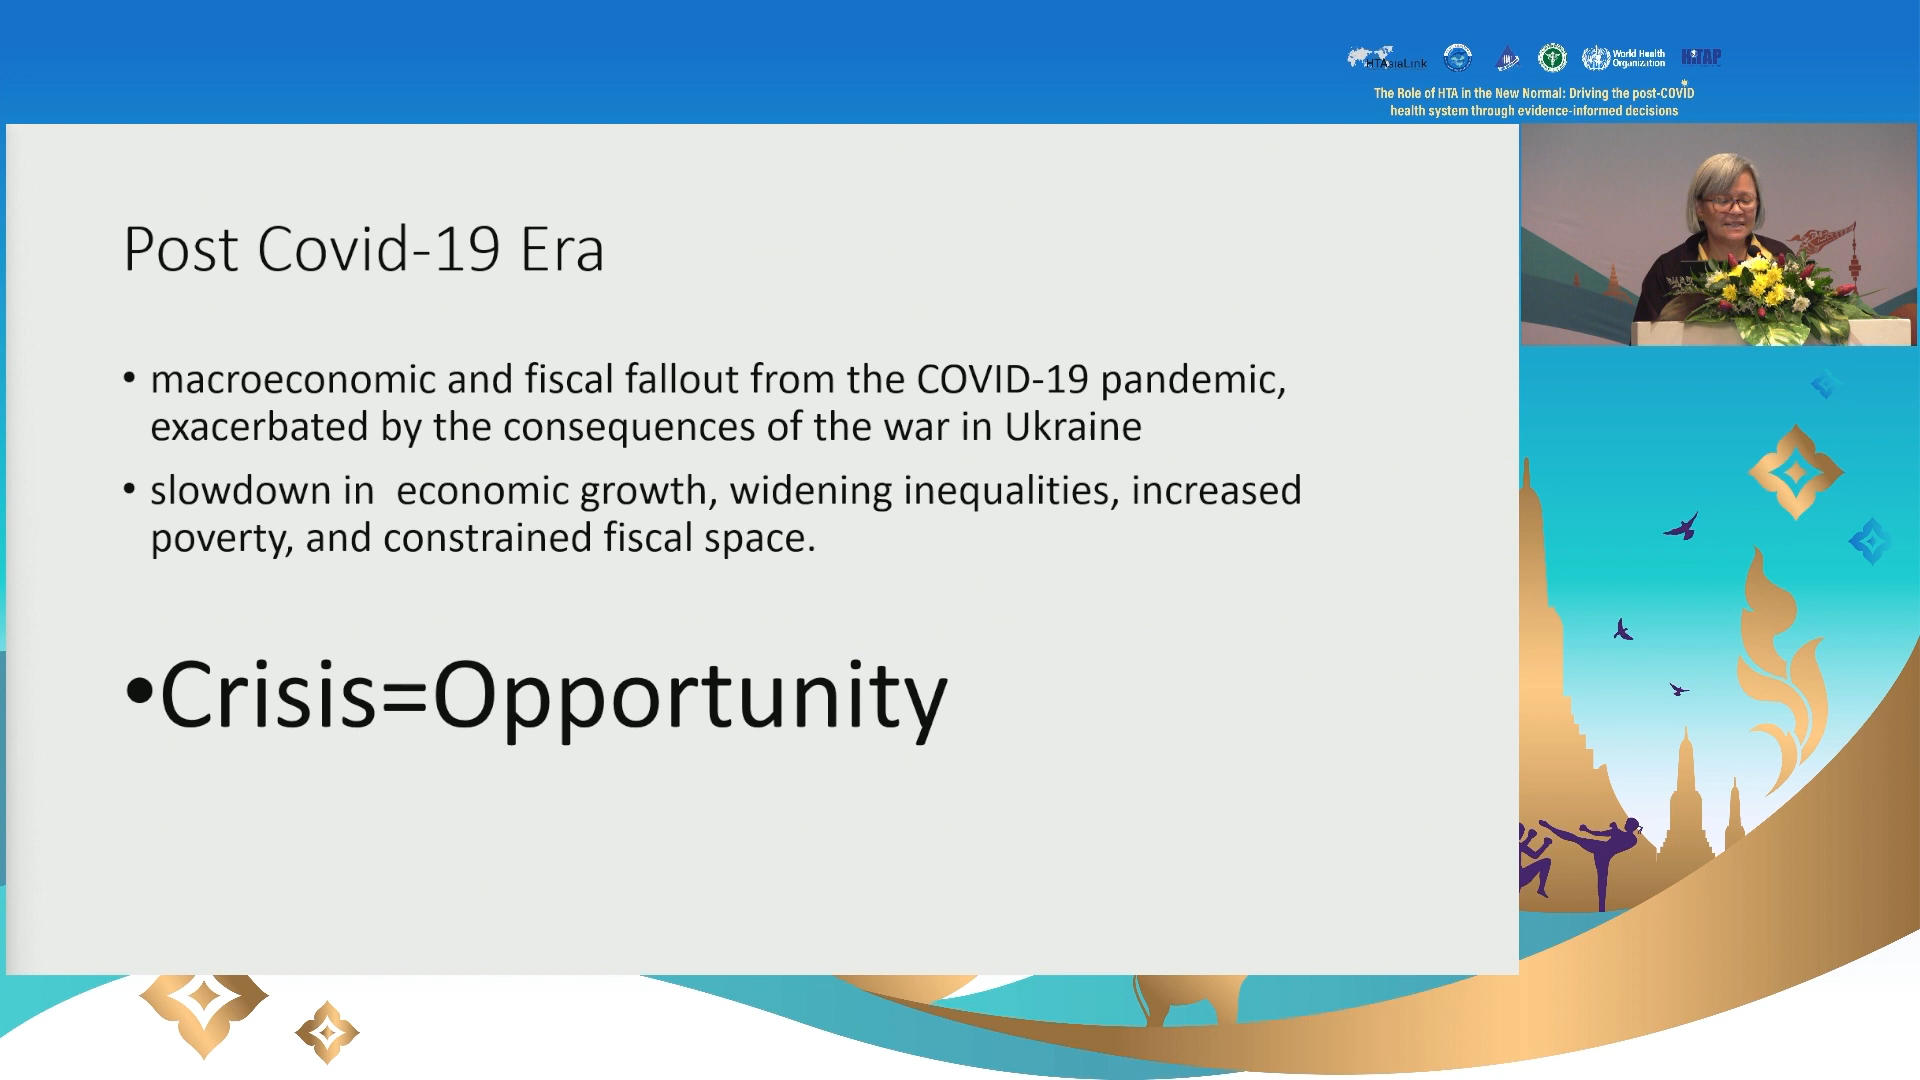 HTAsiaLink
World Health
Organization
HITAP
The Role of HTA in the New Normal: Driving the post-COVID
health system through evidence-informed decisions
Post Covid-19 Era
• macroeconomic and fiscal fallout from the COVID-19 pandemic,
exacerbated by the consequences of the war in Ukraine
• slowdown in  economic growth, widening inequalities, increased
poverty, and constrained fiscal space.
•Crisis=Opportunity